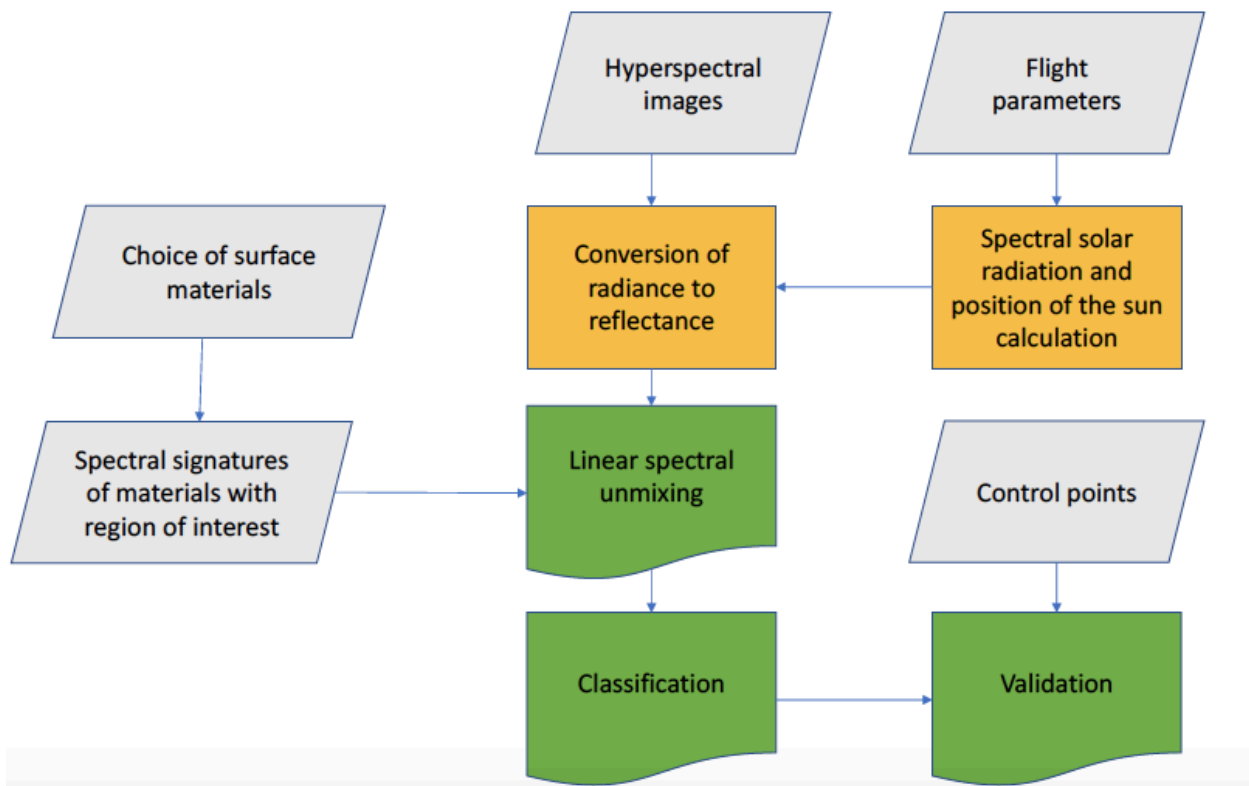 Hyperspectral
images
Flight
parameters
Choice of surface
materials
Conversion of
radiance to
reflectance
Spectral solar
radiation and
position of the sun
calculation
Spectral signatures
of materials with
region of interest
Linear spectral
unmixing
Control points
Classification
Validation